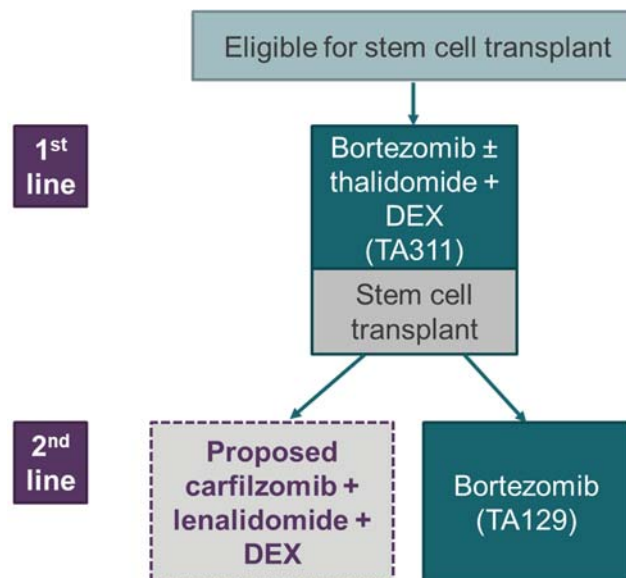 Eligible for stem cell transplant
1st
line
Bortezomib ±
thalidomide +
DEX
(TA311)
Stem cell
transplant
2nd
line
Proposed
carfilzomib +
lenalidomide +
DEX
Bortezomib
(TA129)